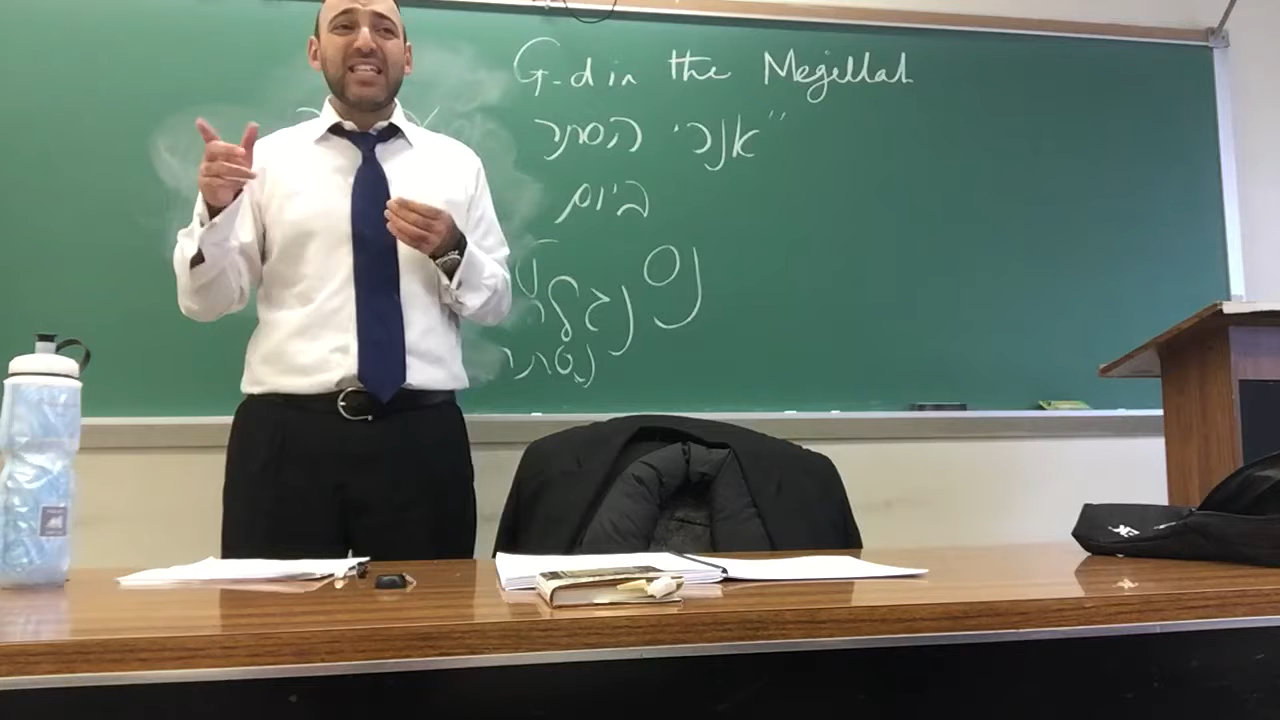 G-d in the Megillah
"אנכי הסתר
ביום
נס
נגלה
נסתר